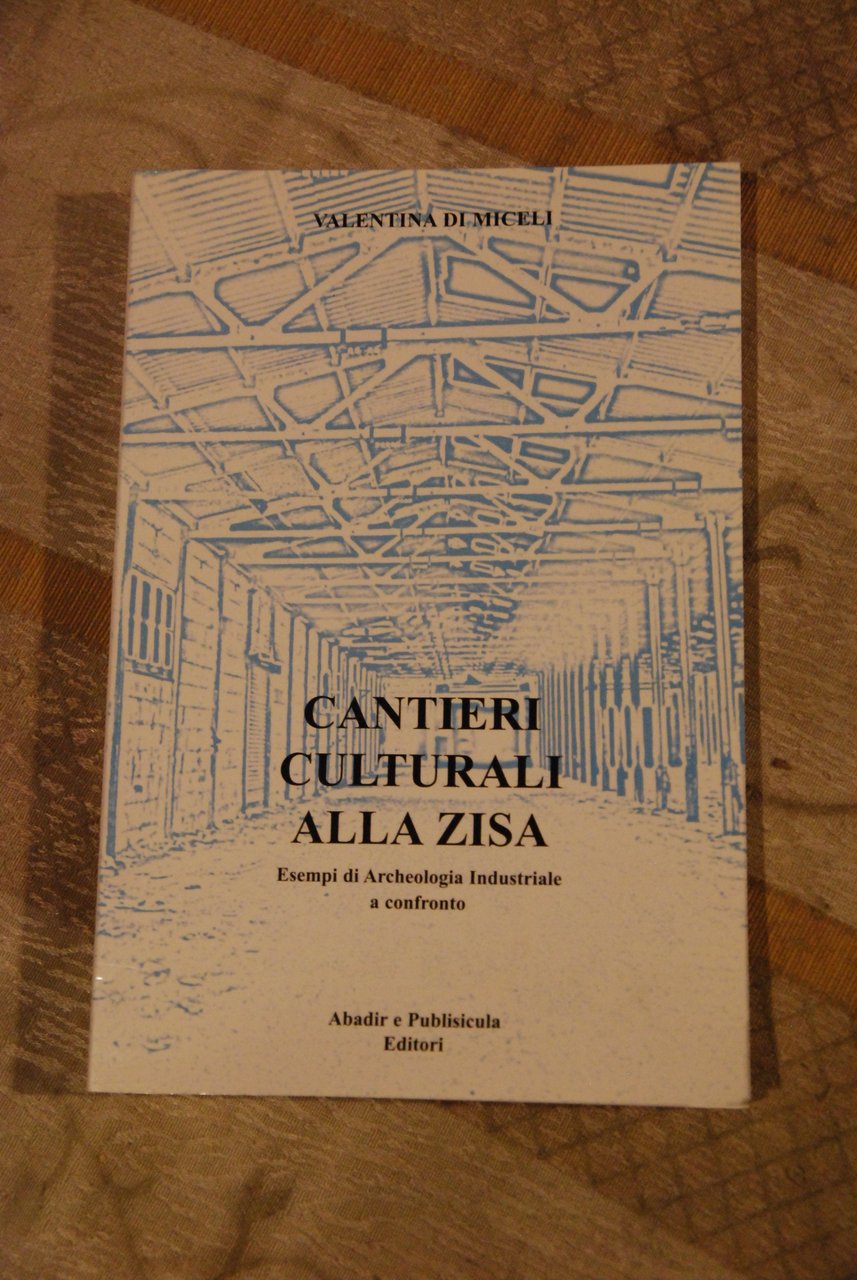 VALENTINA DI MICELI
CANTIERI
CULTURALI
ALLA ZISA
Esempi di Archeologia Industriale
a confronto
Abadir e Publisicula
Editori